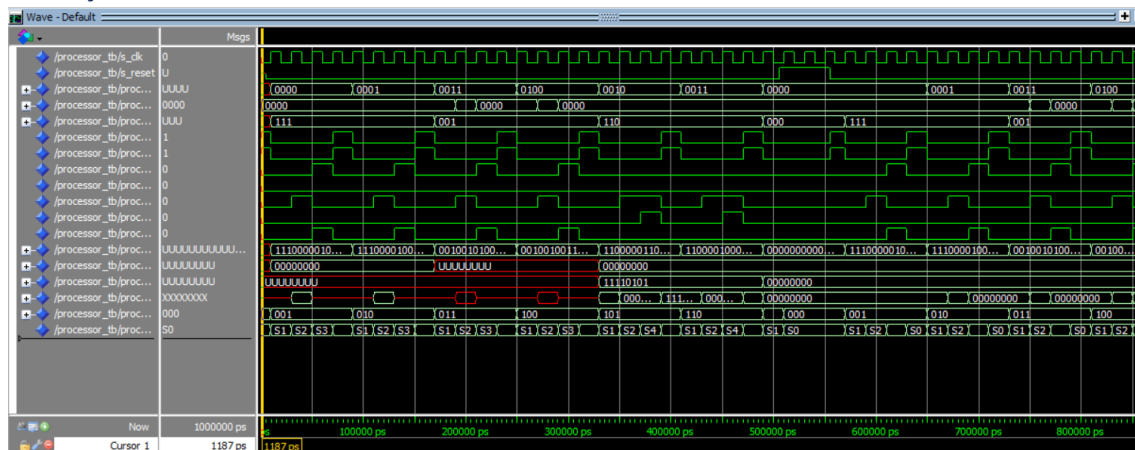 Wave - Default
Msgs
/processor_tb/s_clk 0
/processor_tb/s_reset U
/processor_tb/proc... UUUU 0000 0001 0011 0100 0010 0011 0000 0001 0011 0100
/processor_tb/proc... 0000 0000 0000 0000 0000
/processor_tb/proc... UUU 111 001 110 000 111 001
/processor_tb/proc... 1
/processor_tb/proc... 1
/processor_tb/proc... 0
/processor_tb/proc... 0
/processor_tb/proc... 0
/processor_tb/proc... 0
/processor_tb/proc... 0
/processor_tb/proc... UUUUUUUUUUU... 1110000010... 1110000100... 0010010100... 0010010011... 1100000110... 1100001000... 0000000000... 1110000010... 1110000100... 0010010100... 00100...
/processor_tb/proc... UUUUUUUU 00000000 UUUUUUUU 00000000
/processor_tb/proc... UUUUUUUU UUUUUUUU 11110101 00000000
/processor_tb/proc... XXXXXXXX 000... 111... 000... 00000000 00000000 00000000
/processor_tb/proc... 000 001 010 011 100 101 110 000 001 010 011 100
/processor_tb/proc... S0 S1 S2 S3 S1 S2 S3 S1 S2 S3 S1 S2 S3 S1 S2 S4 S1 S2 S4 S1 S0 S1 S2 S0 S1 S2 S0 S1 S2 S0 S1 S2
Now 1000000 ps 100000 ps 200000 ps 300000 ps 400000 ps 500000 ps 600000 ps 700000 ps 800000 ps
Cursor 1 1187 ps 1187 ps